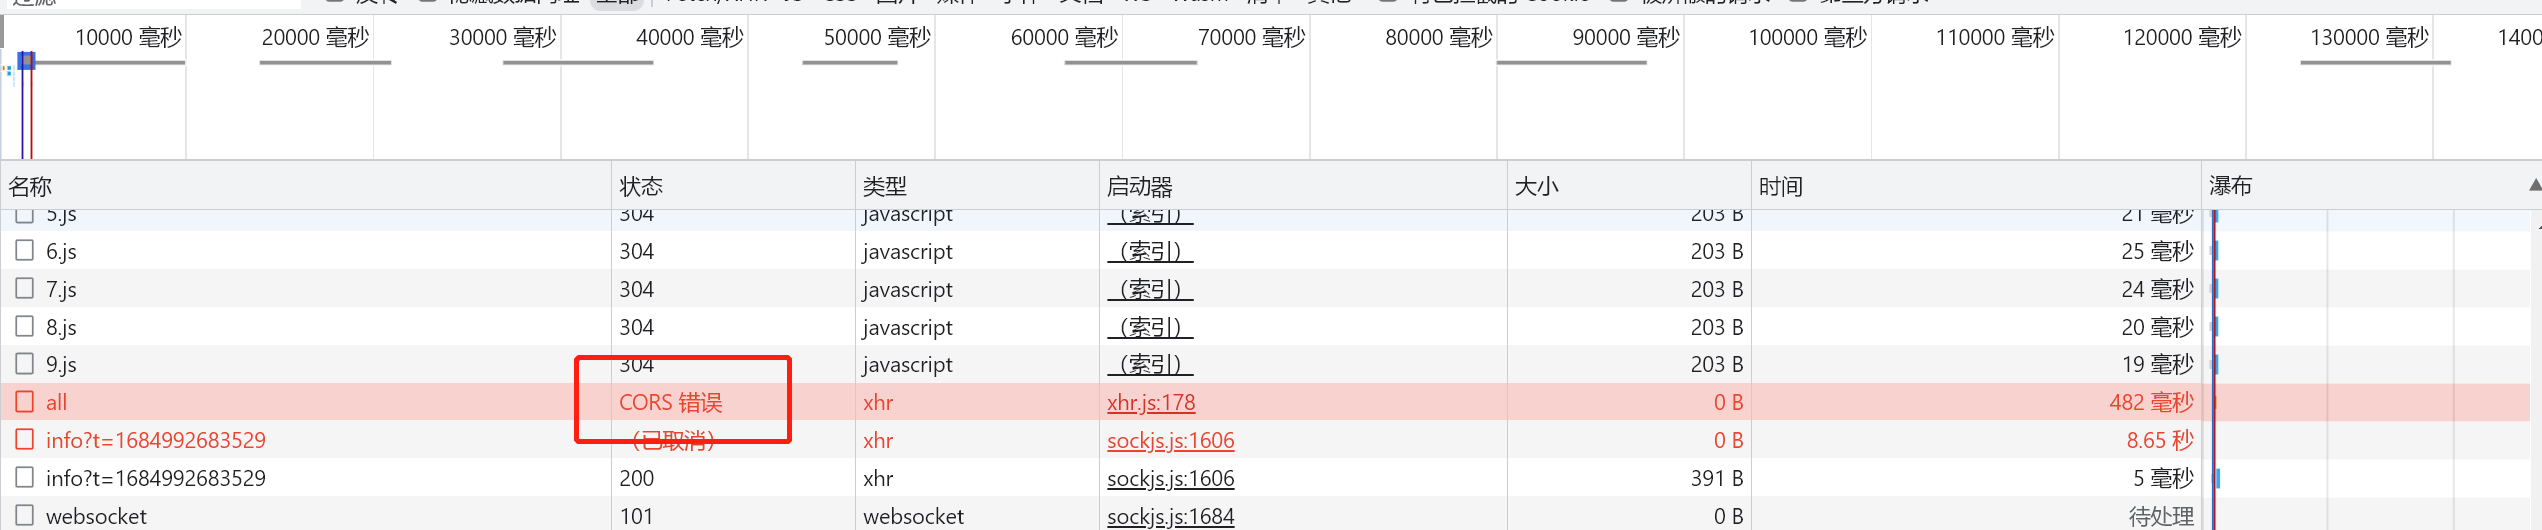 10000 毫秒 20000 毫秒 30000 毫秒 40000 毫秒 50000 毫秒 60000 毫秒 70000 毫秒 80000 毫秒 90000 毫秒 100000 毫秒 110000 毫秒 120000 毫秒 130000 毫秒 1400
名称 状态 类型 启动器 大小 时间 瀑布
5.js 304 javascript （索引） 203 B 21 毫秒
6.js 304 javascript （索引） 203 B 25 毫秒
7.js 304 javascript （索引） 203 B 24 毫秒
8.js 304 javascript （索引） 203 B 20 毫秒
9.js 304 javascript （索引） 203 B 19 毫秒
all CORS 错误 xhr xhr.js:178 0 B 482 毫秒
info?t=1684992683529 （已取消） xhr sockjs.js:1606 0 B 8.65 秒
info?t=1684992683529 200 xhr sockjs.js:1606 391 B 5 毫秒
websocket 101 websocket sockjs.js:1684 0 B 待处理